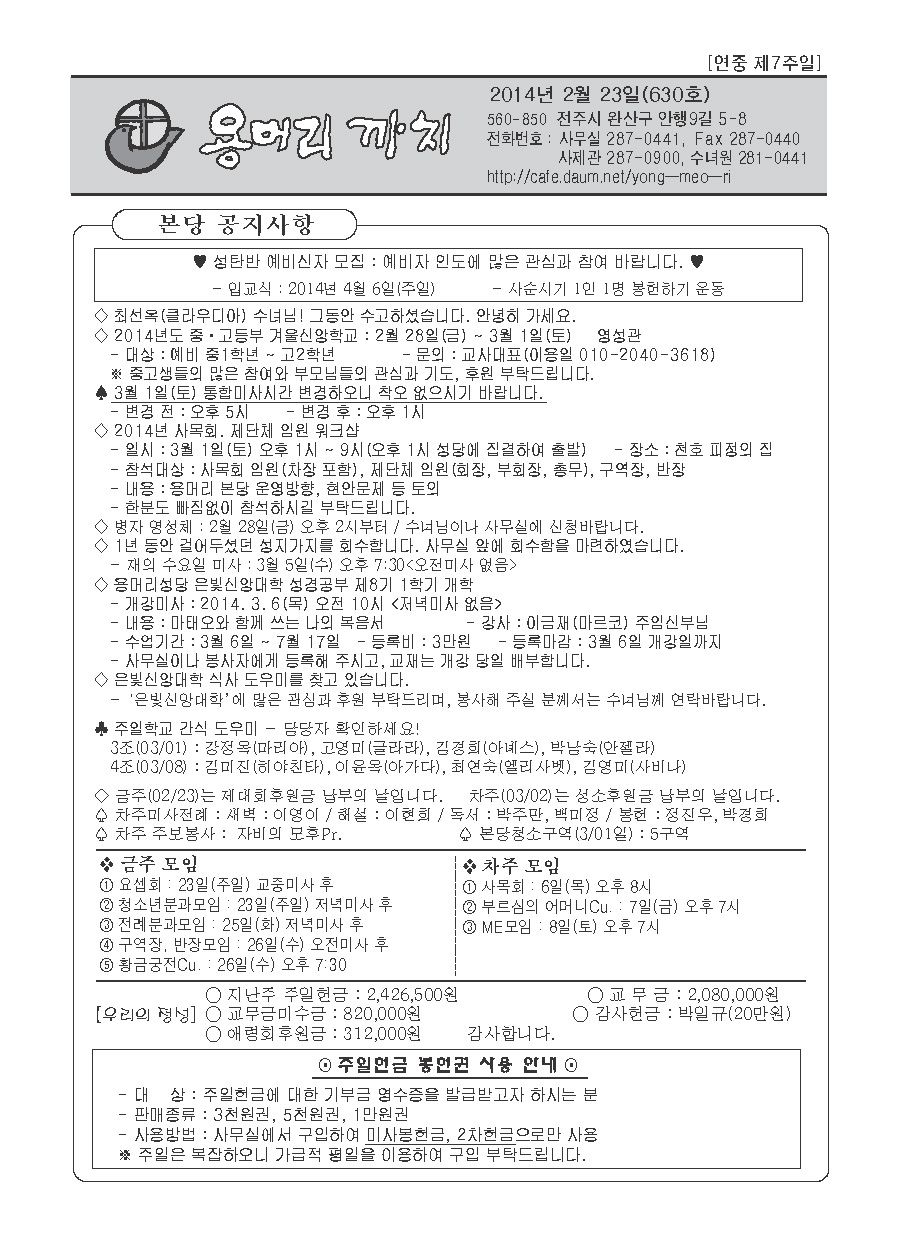 [연중 제7주일]
용머리 까치
2014년 2월 23일(630호)
560-850 전주시 완산구 안행9길 5-8
전화번호 : 사무실 287-0441, Fax 287-0440
사제관 287-0900, 수녀원 281-0441
http://cafe.daum.net/yong-meo-ri
본당 공지사항
♥ 성탄반 예비신자 모집 : 예비자 인도에 많은 관심과 참여 바랍니다. ♥
- 입교식 : 2014년 4월 6일(주일) - 사순시기 1인 1명 봉헌하기 운동
◇ 최선옥(클라우디아) 수녀님! 그동안 수고하셨습니다. 안녕히 가세요.
◇ 2014년도 중·고등부 겨울신앙학교 : 2월 28일(금) ~ 3월 1일(토) 영성관
- 대상 : 예비 중1학년 ~ 고2학년 - 문의 : 교사대표(이용일 010-2040-3618)
※ 중고생들의 많은 참여와 부모님들의 관심과 기도, 후원 부탁드립니다.
♠ 3월 1일(토) 통합미사시간 변경하오니 착오 없으시기 바랍니다.
- 변경 전 : 오후 5시 - 변경 후 : 오후 1시
◇ 2014년 사목회. 제단체 임원 워크샵
- 일시 : 3월 1일(토) 오후 1시 ~ 9시(오후 1시 성당에 집결하여 출발) - 장소 : 천호 피정의 집
- 참석대상 : 사목회 임원(차장 포함), 제단체 임원(회장, 부회장, 총무), 구역장, 반장
- 내용 : 용머리 본당 운영방향, 현안문제 등 토의
- 한분도 빠짐없이 참석하시길 부탁드립니다.
◇ 병자 영성체 : 2월 28일(금) 오후 2시부터 / 수녀님이나 사무실에 신청바랍니다.
◇ 1년 동안 걸어두셨던 성지가지를 회수합니다. 사무실 앞에 회수함을 마련하였습니다.
- 재의 수요일 미사 : 3월 5일(수) 오후 7:30<오전미사 없음>
◇ 용머리성당 은빛신앙대학 성경공부 제8기 1학기 개학
- 개강미사 : 2014. 3. 6(목) 오전 10시 <저녁미사 없음>
- 내용 : 마태오와 함께 쓰는 나의 복음서 - 강사 : 이금재(마르코) 주임신부님
- 수업기간 : 3월 6일 ~ 7월 17일 - 등록비 : 3만원 - 등록마감 : 3월 6일 개강일까지
- 사무실이나 봉사자에게 등록해 주시고, 교재는 개강 당일 배부합니다.
◇ 은빛신앙대학 식사 도우미를 찾고 있습니다.
- ‘은빛신앙대학’에 많은 관심과 후원 부탁드리며, 봉사해 주실 분께서는 수녀님께 연락바랍니다.
♣ 주일학교 간식 도우미 - 담당자 확인하세요!
3조(03/01) : 강정옥(마리아), 고영미(글라라), 김경희(아녜스), 박남숙(안젤라)
4조(03/08) : 김미진(히야친타), 이윤옥(아가다), 최연숙(엘리사벳), 김영미(사비나)
◇ 금주(02/23)는 제대회후원금 납부의 날입니다. 차주(03/02)는 성소후원금 납부의 날입니다.
♤ 차주미사전례 : 새벽 : 이영이 / 해설 : 이현희 / 독서 : 박주만, 백미정 / 봉헌 : 정진우, 박경희
♤ 차주 주보봉사 : 자비의 모후Pr. ♤ 본당청소구역(3/01일) : 5구역
❖ 금주 모임
① 요셉회 : 23일(주일) 교중미사 후
② 청소년분과모임 : 23일(주일) 저녁미사 후
③ 전례분과모임 : 25일(화) 저녁미사 후
④ 구역장, 반장모임 : 26일(수) 오전미사 후
⑤ 황금궁전Cu. : 26일(수) 오후 7:30
❖ 차주 모임
① 사목회 : 6일(목) 오후 8시
② 부르심의 어머니Cu. : 7일(금) 오후 7시
③ ME모임 : 8일(토) 오후 7시
○ 지난주 주일헌금 : 2,426,500원 ○ 교 무 금 : 2,080,000원
[우리의 정성] ○ 교무금미수금 : 820,000원 ○ 감사헌금 : 박일규(20만원)
○ 애령회후원금 : 312,000원 감사합니다.
⊙ 주일헌금 봉헌권 사용 안내 ⊙
- 대 상 : 주일헌금에 대한 기부금 영수증을 발급받고자 하시는 분
- 판매종류 : 3천원권, 5천원권, 1만원권
- 사용방법 : 사무실에서 구입하여 미사봉헌금, 2차헌금으로만 사용
※ 주일은 복잡하오니 가급적 평일을 이용하여 구입 부탁드립니다.